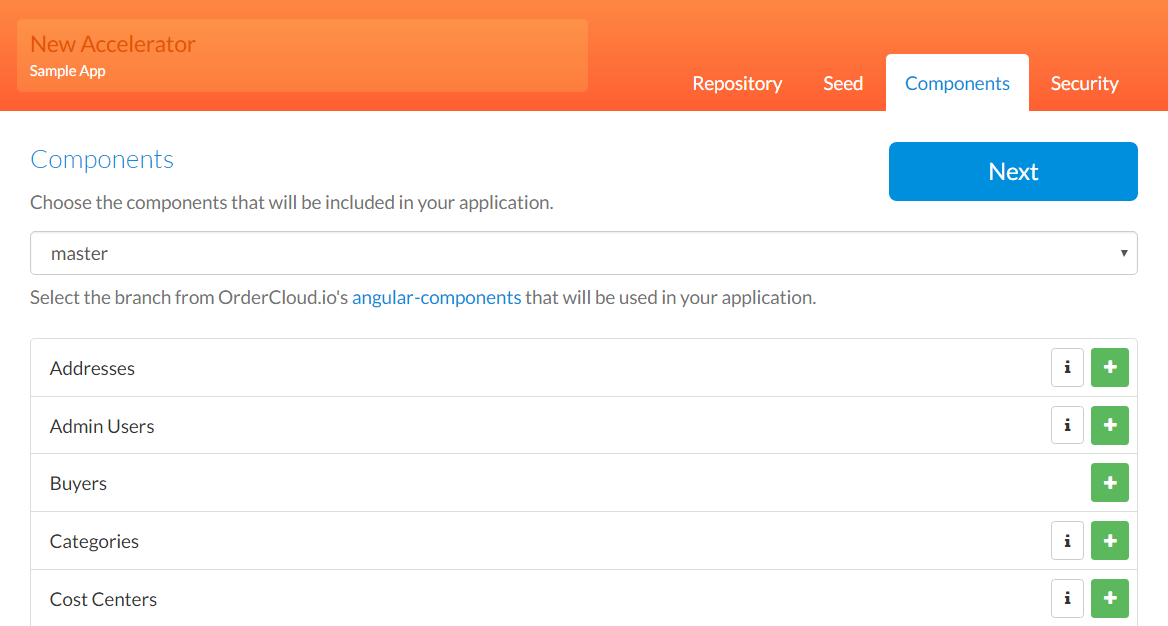 New Accelerator
Sample App
Repository Seed Components Security
Components
Next
Choose the components that will be included in your application.
master
Select the branch from OrderCloud.io's angular-components that will be used in your application.
Addresses
Admin Users
Buyers
Categories
Cost Centers